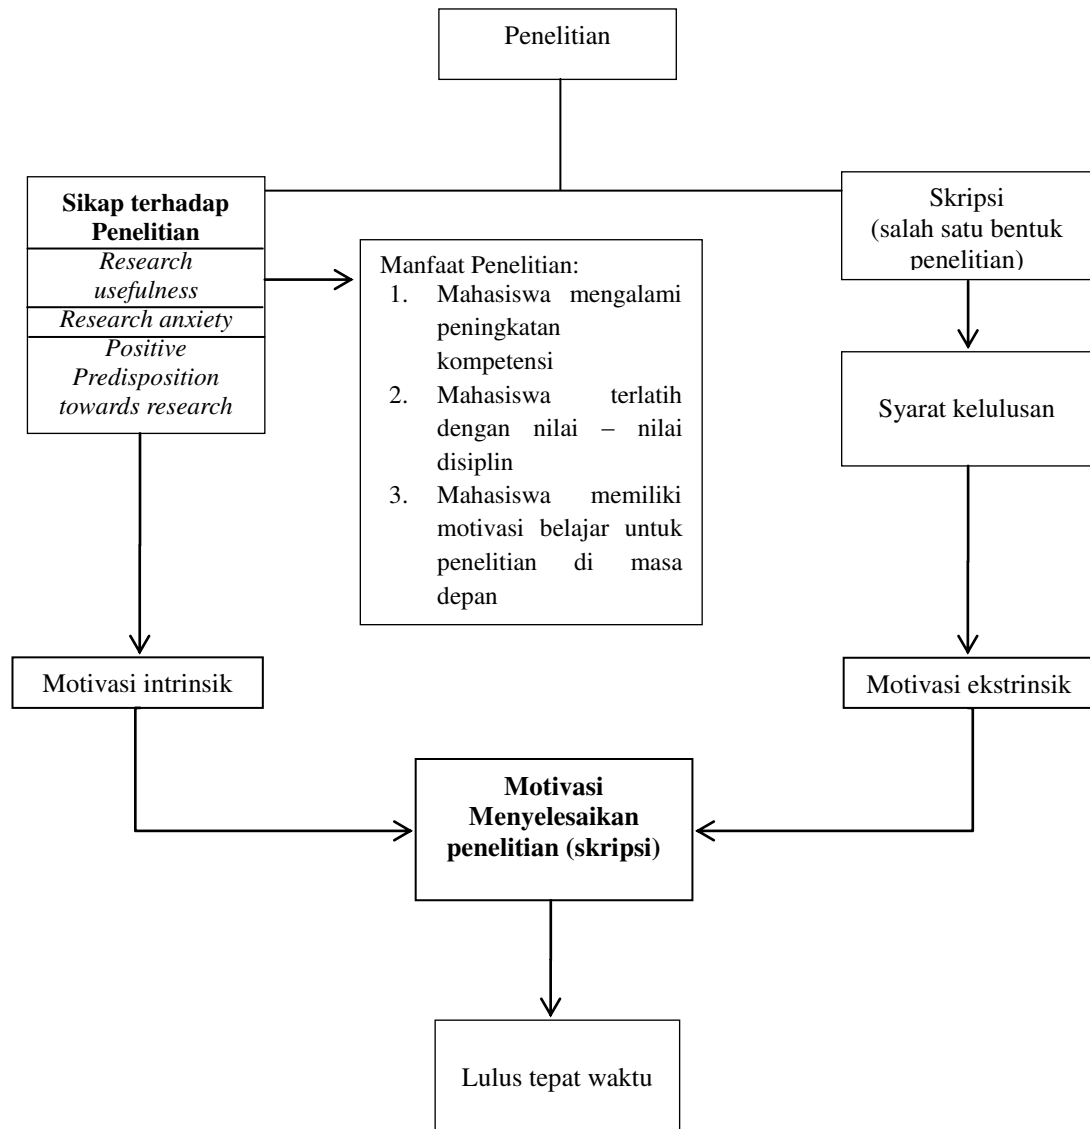 Penelitian
Sikap terhadap
Penelitian
Research
usefulness
Research anxiety
Positive
Predisposition
towards research
Manfaat Penelitian:
1. Mahasiswa mengalami
peningkatan
kompetensi
2. Mahasiswa terlatih
dengan nilai – nilai
disiplin
3. Mahasiswa memiliki
motivasi belajar untuk
penelitian di masa
depan
Skripsi
(salah satu bentuk
penelitian)
Syarat kelulusan
Motivasi intrinsik
Motivasi ekstrinsik
Motivasi
Menyelesaikan
penelitian (skripsi)
Lulus tepat waktu